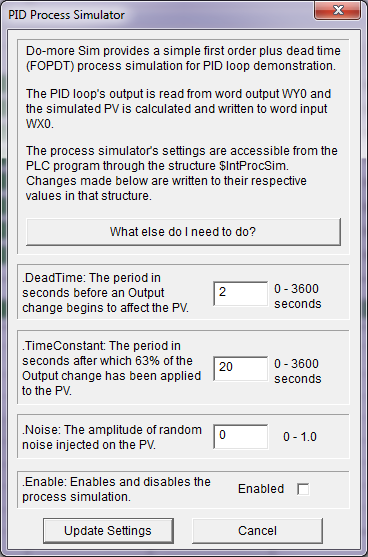 PID Process Simulator
Do-more Sim provides a simple first order plus dead time
(FOPDT) process simulation for PID loop demonstration.
The PID loop's output is read from word output WY0 and
the simulated PV is calculated and written to word input
WX0.
The process simulator's settings are accessible from the
PLC program through the structure $IntProcSim.
Changes made below are written to their respective
values in that structure.
What else do I need to do?
.DeadTime: The period in
seconds before an Output
change begins to affect the PV.
2
0 - 3600
seconds
.TimeConstant: The period in
seconds after which 63% of the
Output change has been applied
to the PV.
20
0 - 3600
seconds
.Noise: The amplitude of random
noise injected on the PV.
0
0 - 1.0
.Enable: Enables and disables the
process simulation.
Enabled
Update Settings
Cancel